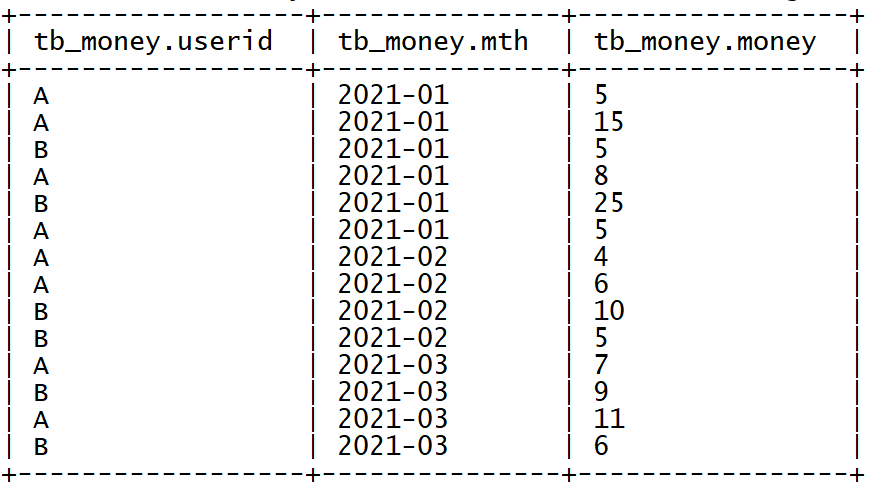 +------------------+---------------+-----------------+
| tb_money.userid  | tb_money.mth  | tb_money.money  |
+------------------+---------------+-----------------+
| A                | 2021-01       | 5               |
| A                | 2021-01       | 15              |
| B                | 2021-01       | 5               |
| A                | 2021-01       | 8               |
| B                | 2021-01       | 25              |
| A                | 2021-01       | 5               |
| A                | 2021-02       | 4               |
| A                | 2021-02       | 6               |
| B                | 2021-02       | 10              |
| B                | 2021-02       | 5               |
| A                | 2021-03       | 7               |
| B                | 2021-03       | 9               |
| A                | 2021-03       | 11              |
| B                | 2021-03       | 6               |
+------------------+---------------+-----------------+